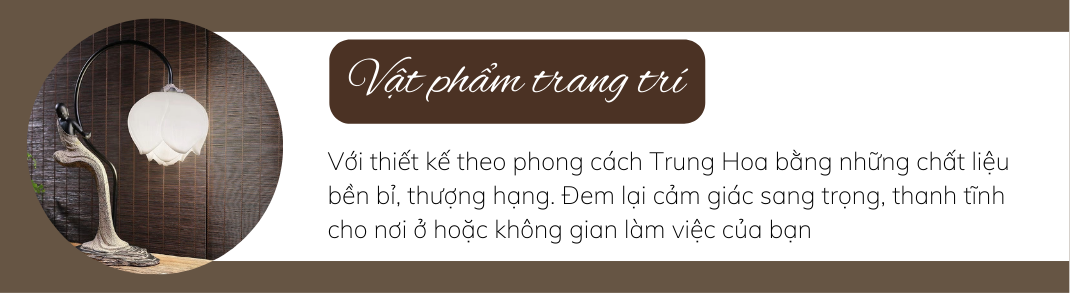 Vật phẩm trang trí
Với thiết kế theo phong cách Trung Hoa bằng những chất liệu
bền bỉ, thượng hạng. Đem lại cảm giác sang trọng, thanh tĩnh
cho nơi ở hoặc không gian làm việc của bạn